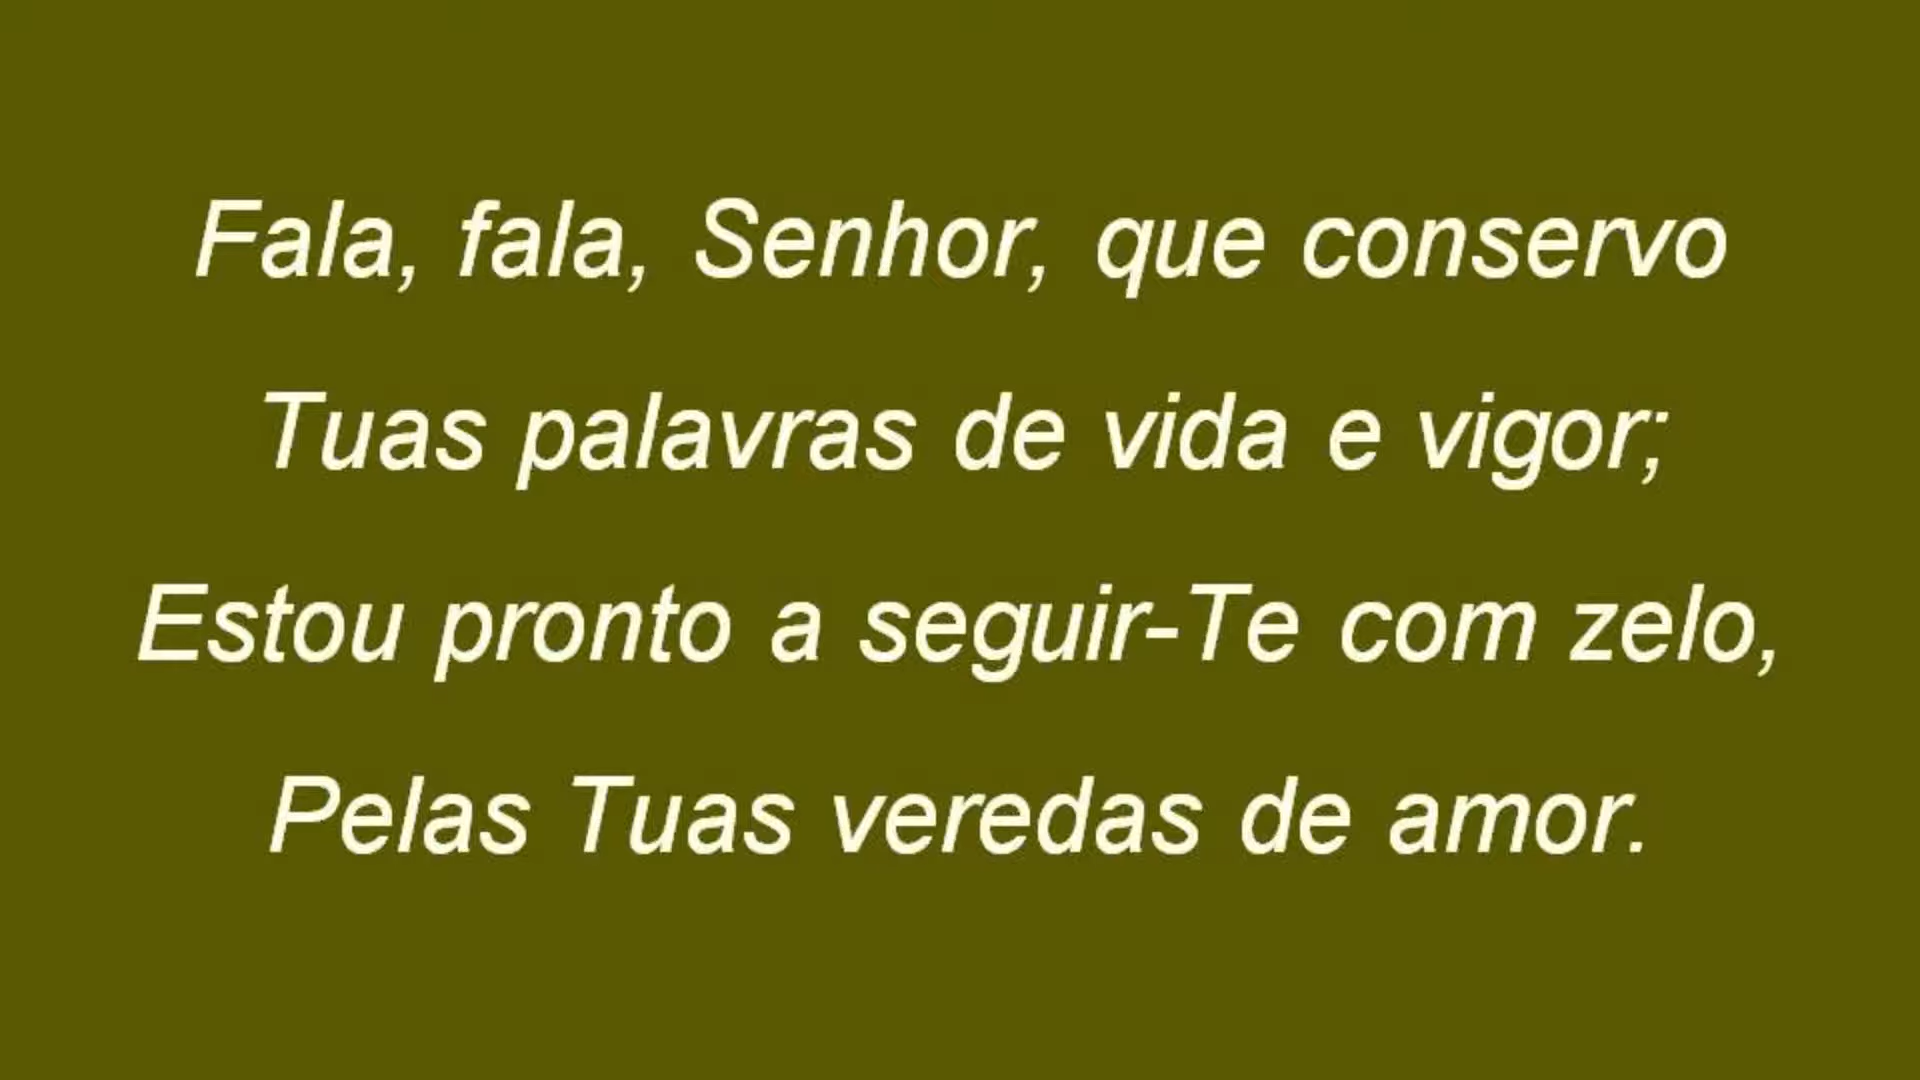 Fala, fala, Senhor, que conservo
Tuas palavras de vida e vigor;
Estou pronto a seguir-Te com zelo,
Pelas Tuas veredas de amor.